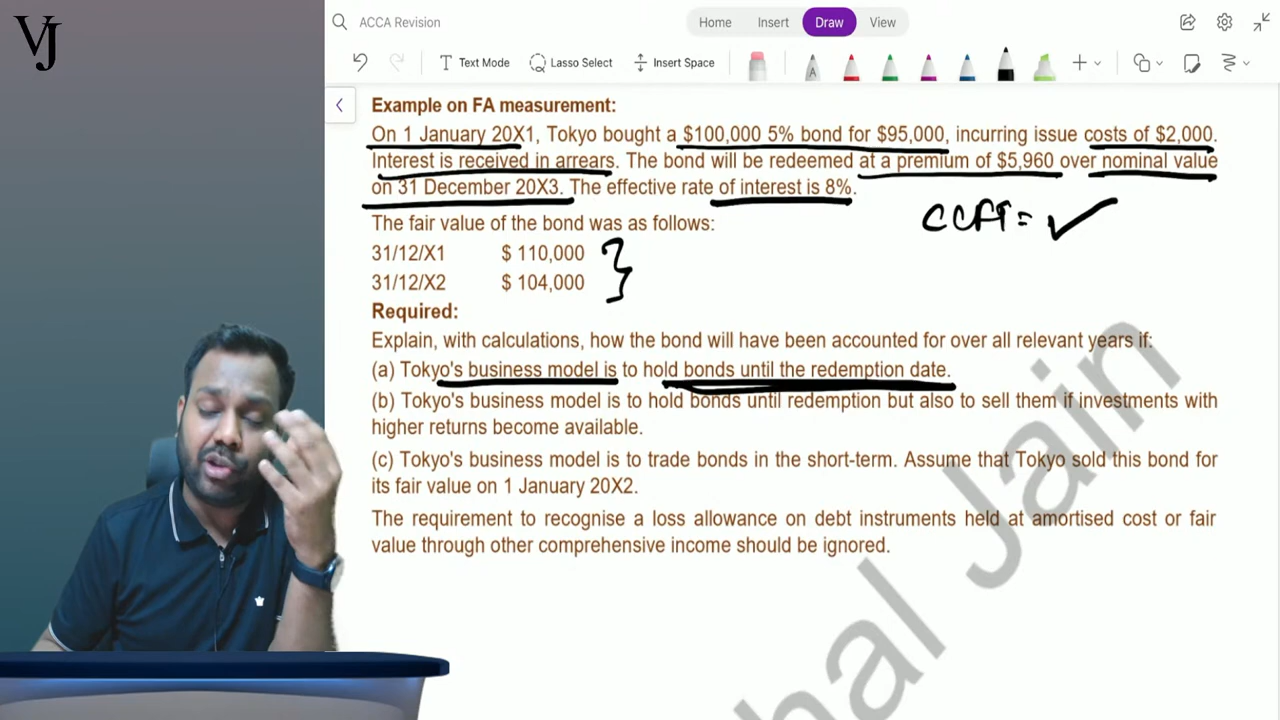 VJ
ACCA Revision
Home Insert Draw View
Text Mode Lasso Select Insert Space
Example on FA measurement:
On 1 January 20X1, Tokyo bought a $100,000 5% bond for $95,000, incurring issue costs of $2,000.
Interest is received in arrears. The bond will be redeemed at a premium of $5,960 over nominal value
on 31 December 20X3. The effective rate of interest is 8%.
CCFT = ✓
The fair value of the bond was as follows:
31/12/X1 $ 110,000
31/12/X2 $ 104,000
Required:
Explain, with calculations, how the bond will have been accounted for over all relevant years if:
(a) Tokyo's business model is to hold bonds until the redemption date.
(b) Tokyo's business model is to hold bonds until redemption but also to sell them if investments with
higher returns become available.
(c) Tokyo's business model is to trade bonds in the short-term. Assume that Tokyo sold this bond for
its fair value on 1 January 20X2.
The requirement to recognise a loss allowance on debt instruments held at amortised cost or fair
value through other comprehensive income should be ignored.
hal Jain